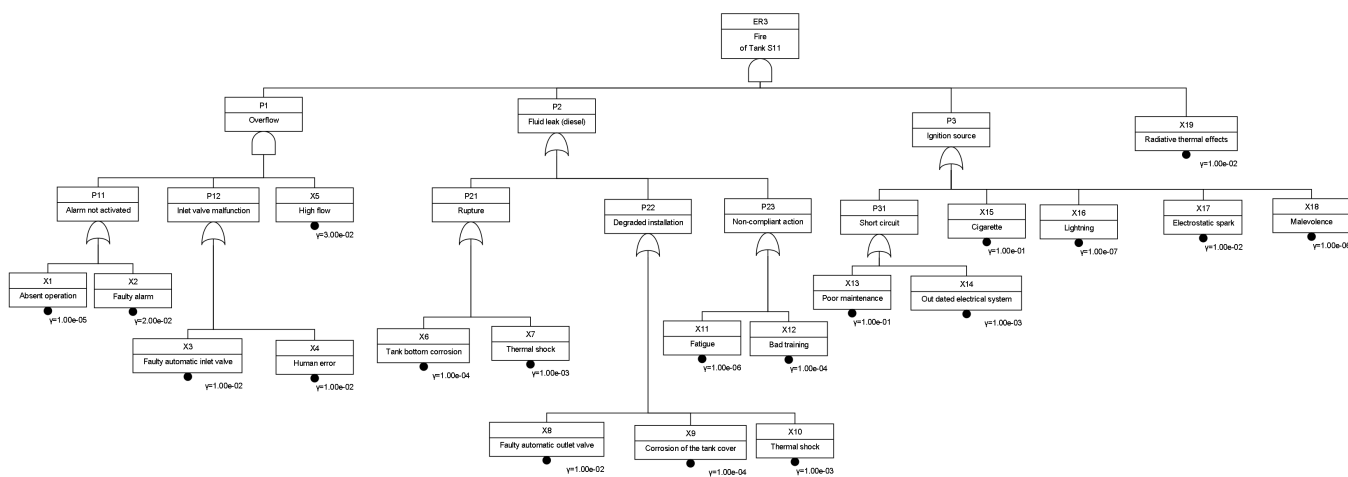 ER3
Fire
of Tank S11
P1
Overflow
P2
Fluid leak (diesel)
P3
Ignition source
X19
Radiative thermal effects
γ=1.00e-02
P11
Alarm not activated
P12
Inlet valve malfunction
X5
High flow
γ=3.00e-02
P21
Rupture
P22
Degraded installation
P23
Non-compliant action
P31
Short circuit
X15
Cigarette
γ=1.00e-01
X16
Lightning
γ=1.00e-07
X17
Electrostatic spark
γ=1.00e-02
X18
Malevolence
γ=1.00e-06
X1
Absent operation
γ=1.00e-05
X2
Faulty alarm
γ=2.00e-02
X13
Poor maintenance
γ=1.00e-01
X14
Out dated electrical system
γ=1.00e-03
X3
Faulty automatic inlet valve
γ=1.00e-02
X4
Human error
γ=1.00e-02
X6
Tank bottom corrosion
γ=1.00e-04
X7
Thermal shock
γ=1.00e-03
X11
Fatigue
γ=1.00e-06
X12
Bad training
γ=1.00e-04
X8
Faulty automatic outlet valve
γ=1.00e-02
X9
Corrosion of the tank cover
γ=1.00e-04
X10
Thermal shock
γ=1.00e-03